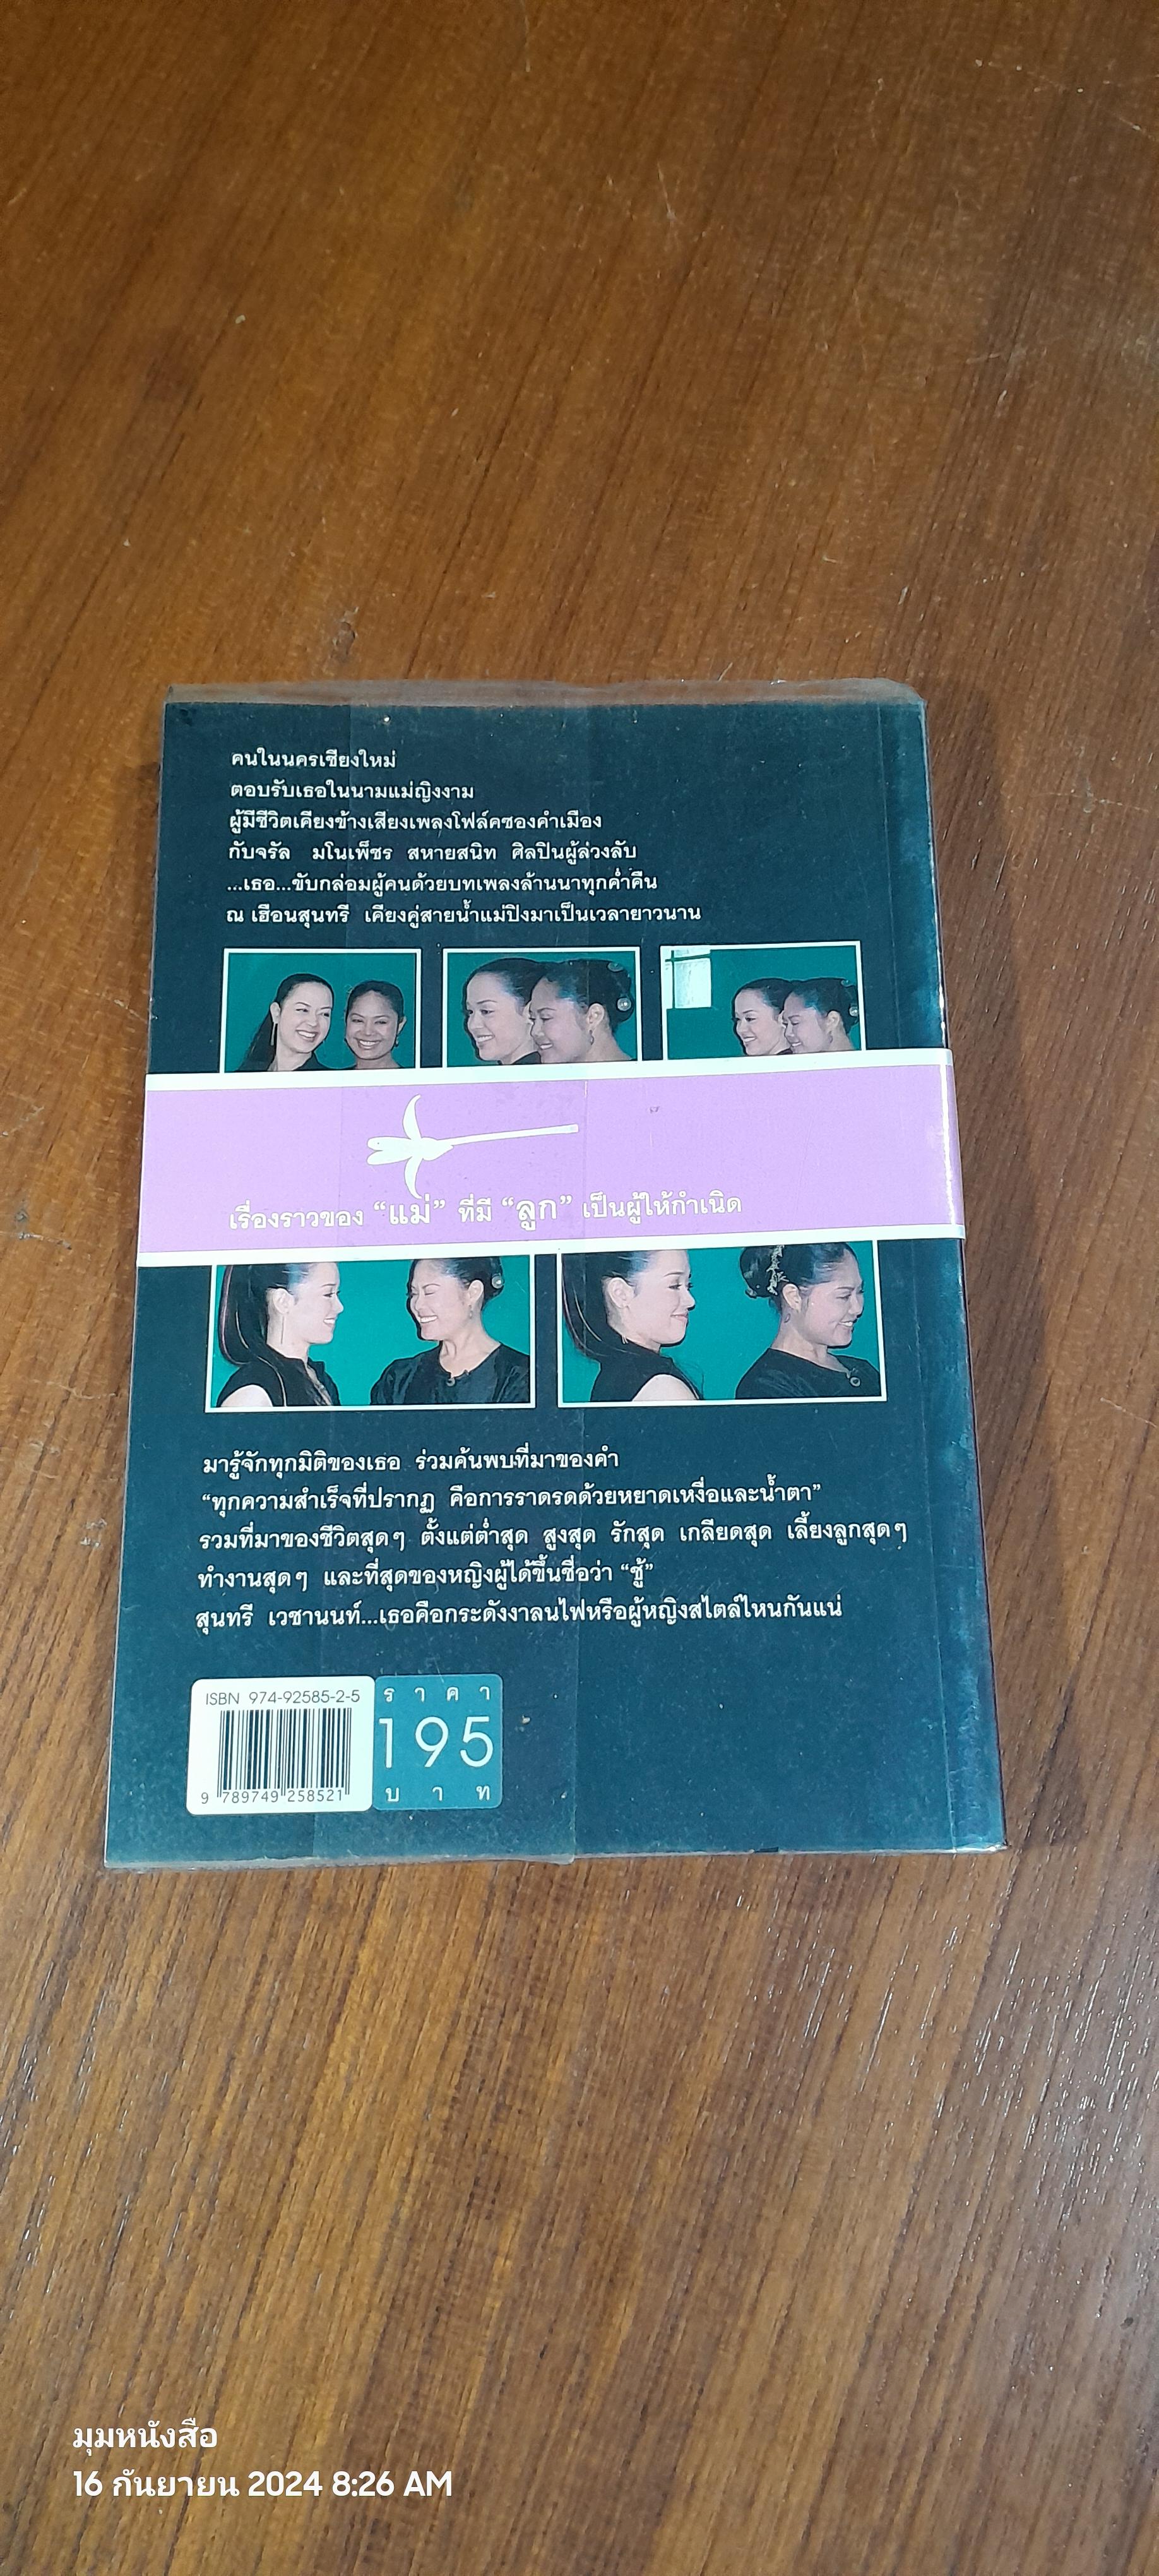 คนในนครเชียงใหม่
ตอบรับเธอในนามแม่ญิงงาม
ผู้มีชีวิตเคียงข้างเสียงเพลงโฟล์คซองคำเมือง
กับจรัล มโนเพ็ชร สหายสนิท ศิลปินผู้ล่วงลับ
...เธอ...ขับกล่อมผู้คนด้วยบทเพลงล้านนาทุกค่ำคืน
ณ เฮือนสุนทรี เคียงคู่สายน้ำแม่ปิงมาเป็นเวลายาวนาน
เรื่องราวของ “แม่” ที่มี “ลูก” เป็นผู้ให้กำเนิด
มารู้จักทุกมิติของเธอ ร่วมค้นพบที่มาของคำ
“ทุกความสำเร็จที่ปรากฏ คือการราดรดด้วยหยาดเหงื่อและน้ำตา”
รวมที่มาของชีวิตสุดๆ ตั้งแต่ต่ำสุด สูงสุด รักสุด เกลียดสุด เลี้ยงลูกสุดๆ
ทำงานสุดๆ และที่สุดของหญิงผู้ได้ขึ้นชื่อว่า “ชู้”
สุนทรี เวชานนท์...เธอคือกระดังงาลนไฟหรือผู้หญิงสไตล์ไหนกันแน่
ISBN 974-92585-2-5
9 789749 258521
ราคา
195
บาท
มุมหนังสือ
16 กันยายน 2024 8:26 AM